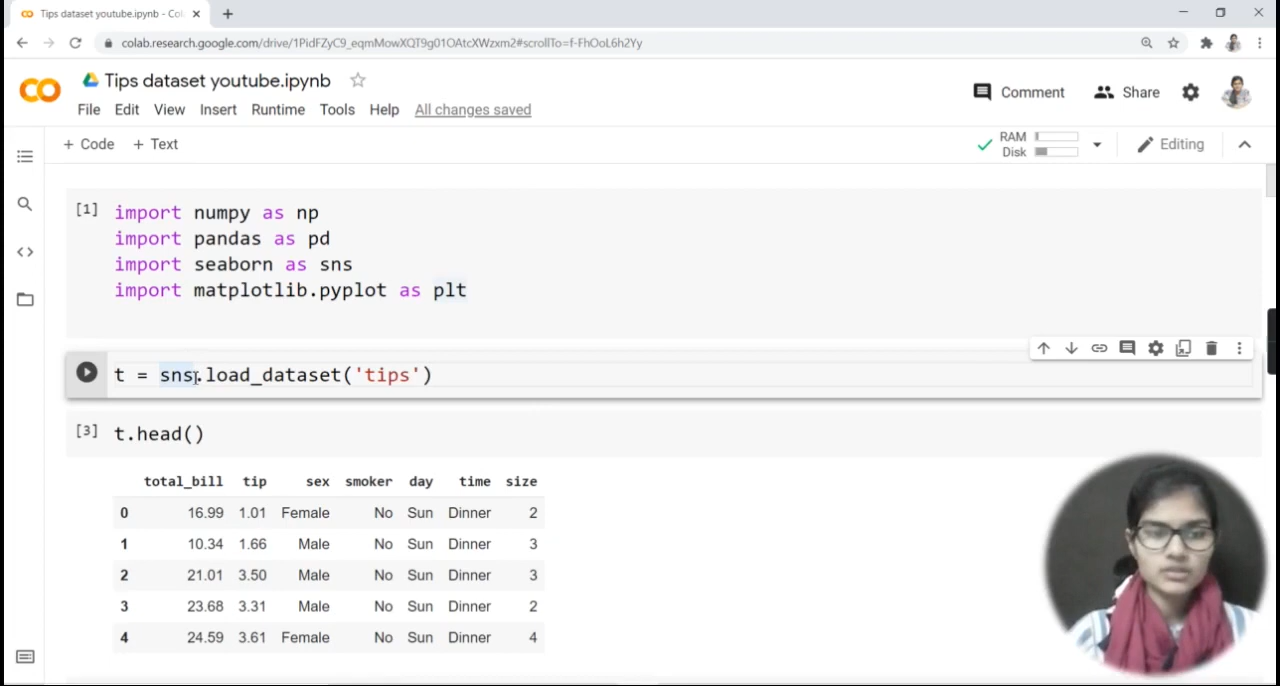 Tips dataset youtube.ipynb - Col
colab.research.google.com/drive/1PidFZyC9_eqmMowXQT9g01OAtcXWzxm2#scrollTo=f-FhOoL6h2Yy
Tips dataset youtube.ipynb
Comment
Share
File Edit View Insert Runtime Tools Help All changes saved
+ Code + Text
RAM
Disk
Editing
[1] import numpy as np
import pandas as pd
import seaborn as sns
import matplotlib.pyplot as plt
t = sns.load_dataset('tips')
[3] t.head()
total_bill tip sex smoker day time size
0 16.99 1.01 Female No Sun Dinner 2
1 10.34 1.66 Male No Sun Dinner 3
2 21.01 3.50 Male No Sun Dinner 3
3 23.68 3.31 Male No Sun Dinner 2
4 24.59 3.61 Female No Sun Dinner 4